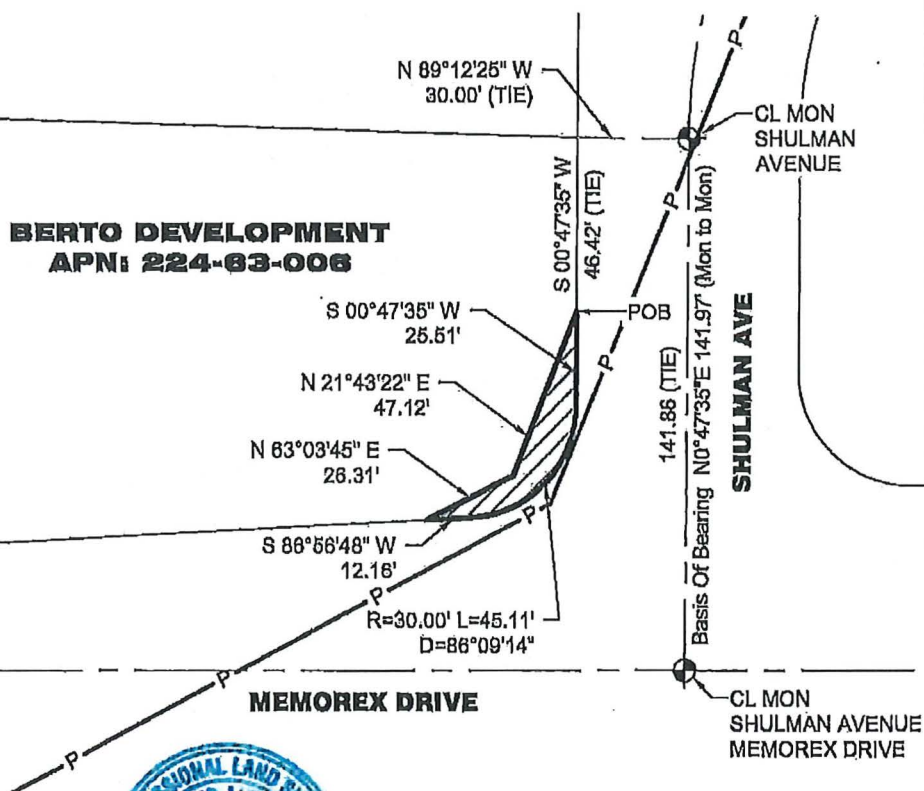 N 89°12'25" W
30.00' (TIE)
CL MON
SHULMAN
AVENUE
P
S 00°47'35" W
46.42' (TIE)
P
BERTO DEVELOPMENT
APN: 224-63-006
S 00°47'35" W
25.51'
POB
N 21°43'22" E
47.12'
P
141.86 (TIE)
Basis Of Bearing N0°47'35"E 141.97' (Mon to Mon)
SHULMAN AVE
N 63°03'45" E
26.31'
P
S 86°56'48" W
12.16'
P
R=30.00' L=45.11'
D=86°09'14"
P
MEMOREX DRIVE
CL MON
SHULMAN AVENUE
MEMOREX DRIVE
P
LAND